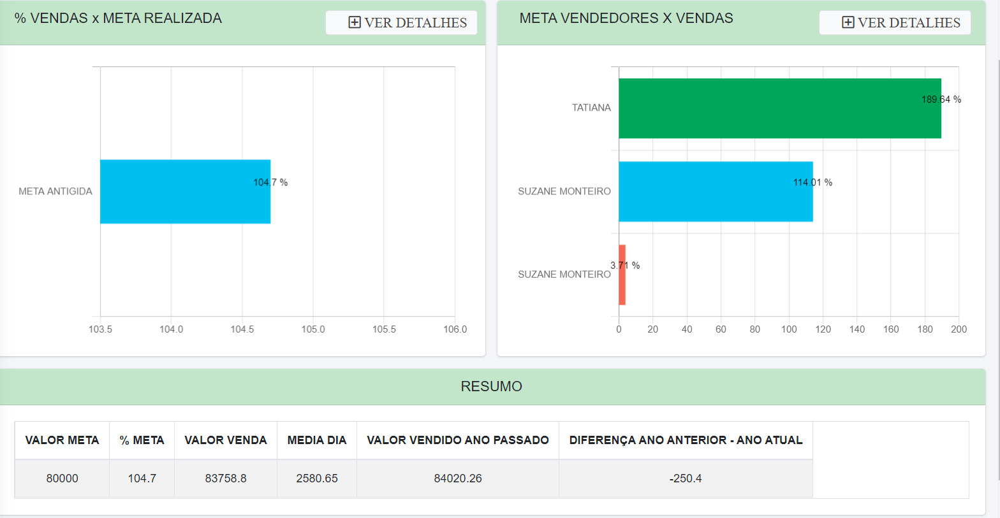 % VENDAS x META REALIZADA
VER DETALHES
META ANTIGIDA
104.7 %
103.5 104.0 104.5 105.0 105.5 106.0
META VENDEDORES X VENDAS
VER DETALHES
TATIANA
189.64 %
SUZANE MONTEIRO
114.01 %
SUZANE MONTEIRO
3.71 %
0 20 40 60 80 100 120 140 160 180 200
RESUMO
VALOR META % META VALOR VENDA MEDIA DIA VALOR VENDIDO ANO PASSADO DIFERENÇA ANO ANTERIOR - ANO ATUAL
80000 104.7 83758.8 2580.65 84020.26 -250.4